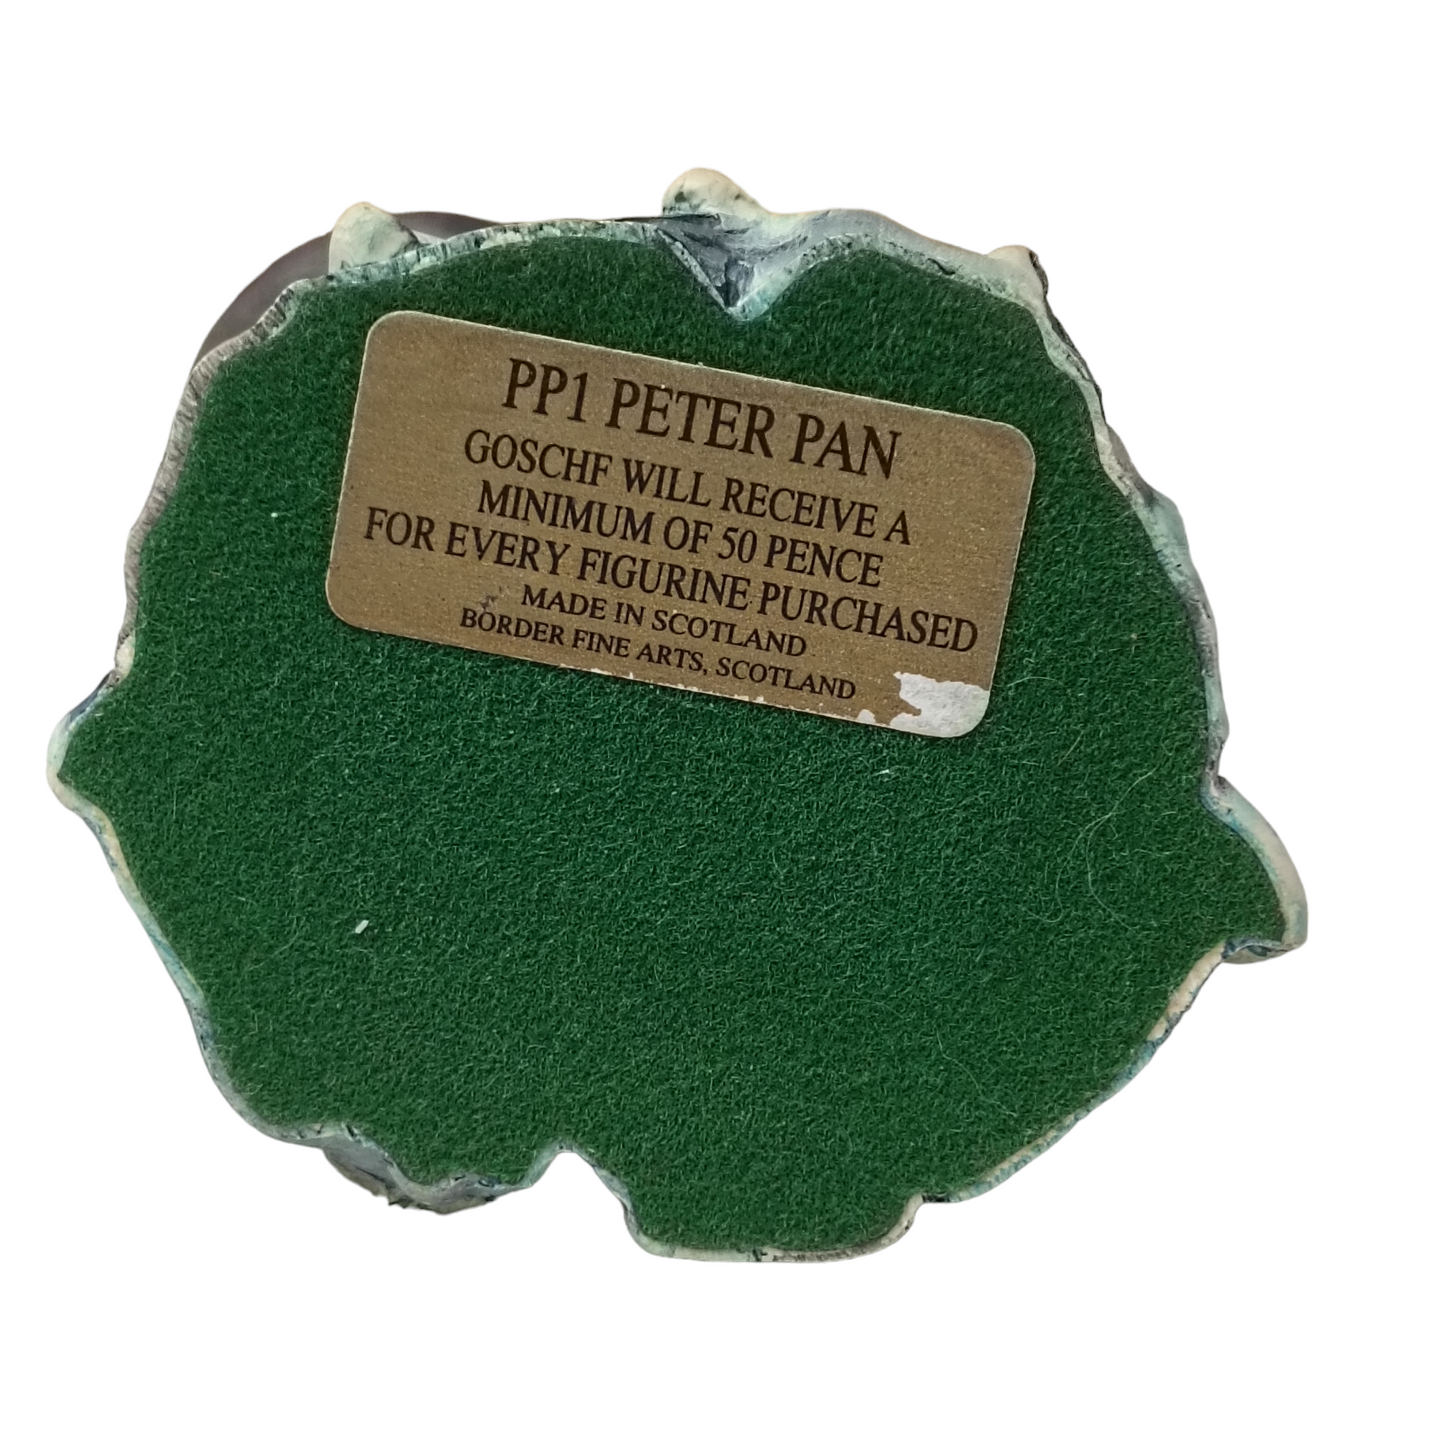 PP1 PETER PAN
GOSCHF WILL RECEIVE A
MINIMUM OF 50 PENCE
FOR EVERY FIGURINE PURCHASED
MADE IN SCOTLAND
BORDER FINE ARTS, SCOTLAND